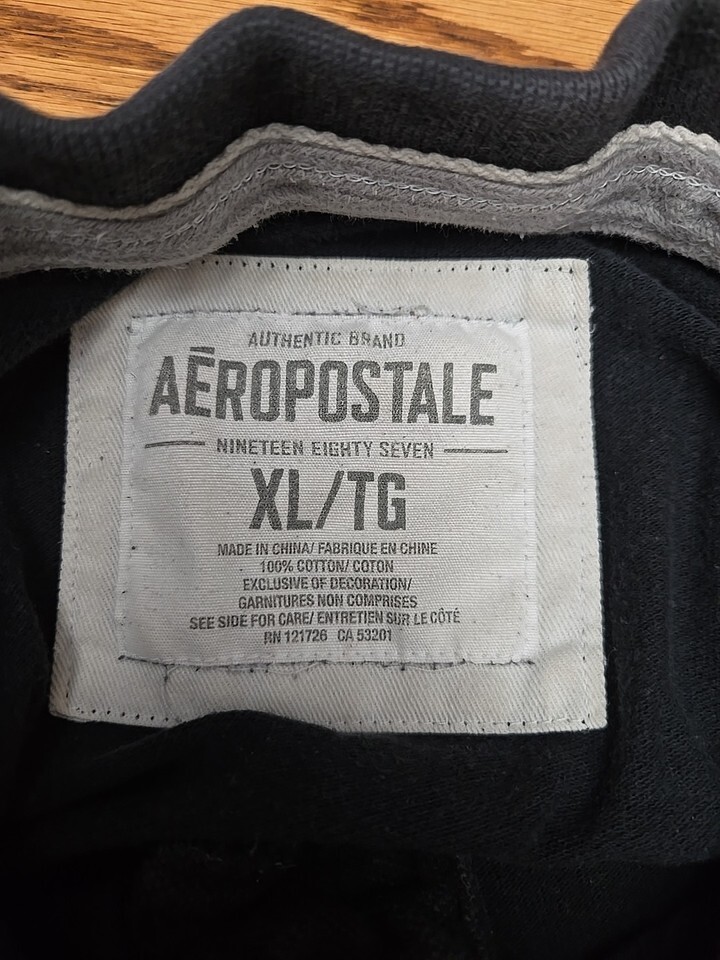 AUTHENTIC BRAND
AĒROPOSTALE
NINETEEN EIGHTY SEVEN
XL/TG
MADE IN CHINA/ FABRIQUE EN CHINE
100% COTTON/ COTON
EXCLUSIVE OF DECORATION/
GARNITURES NON COMPRISES
SEE SIDE FOR CARE/ ENTRETIEN SUR LE CÔTÉ
RN 121726 CA 53201